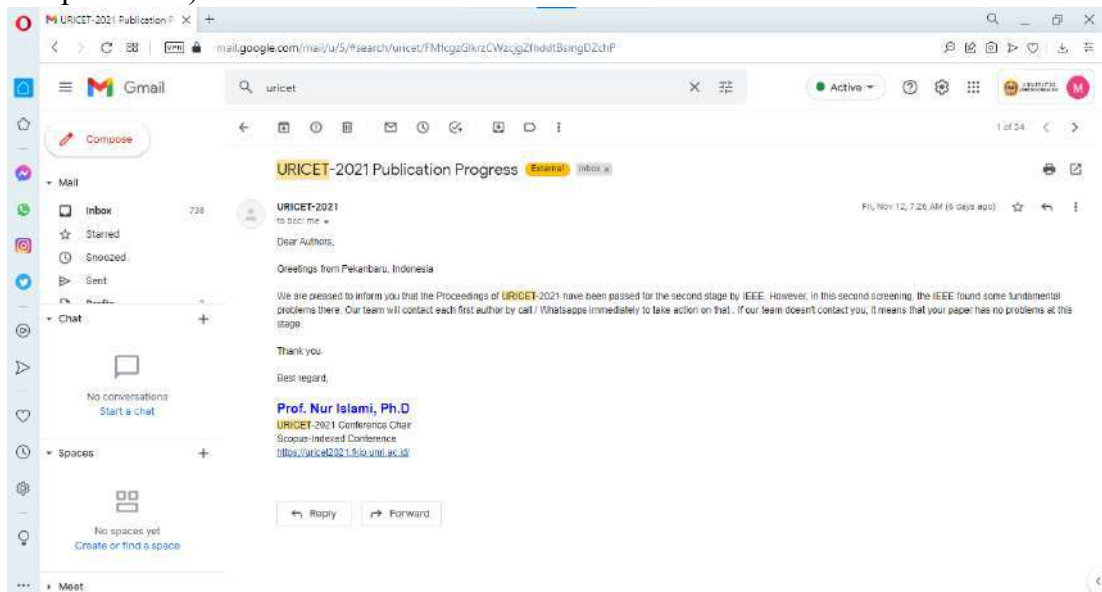 URICET-2021 Publication P
mail.google.com/mail/u/5/#search/uricet/FMfcgzGlkrzCWzcjgZfhddtBsmgDZchP
VPN
Gmail
uricet
Active
Compose
1 of 24
URICET-2021 Publication Progress External Inbox x
Mail
Inbox 738
Starred
Snoozed
Sent
URICET-2021
to bcc: me
Fri, Nov 12, 7:26 AM (6 days ago)
Dear Authors,
Greetings from Pekanbaru, Indonesia
We are pleased to inform you that the Proceedings of URICET-2021 have been passed for the second stage by IEEE. However, in this second screening, the IEEE found some fundamental
problems there. Our team will contact each first author by call / Whatsapps immediately to take action on that . If our team doesn't contact you, it means that your paper has no problems at this
stage.
Thank you
Best regard,
Prof. Nur Islami, Ph.D
URICET-2021 Conference Chair
Scopus-Indexed Conference
https://uricet2021.fkip.unri.ac.id/
Reply
Forward
Chat
No conversations
Start a chat
Spaces
No spaces yet
Create or find a space
Meet
M